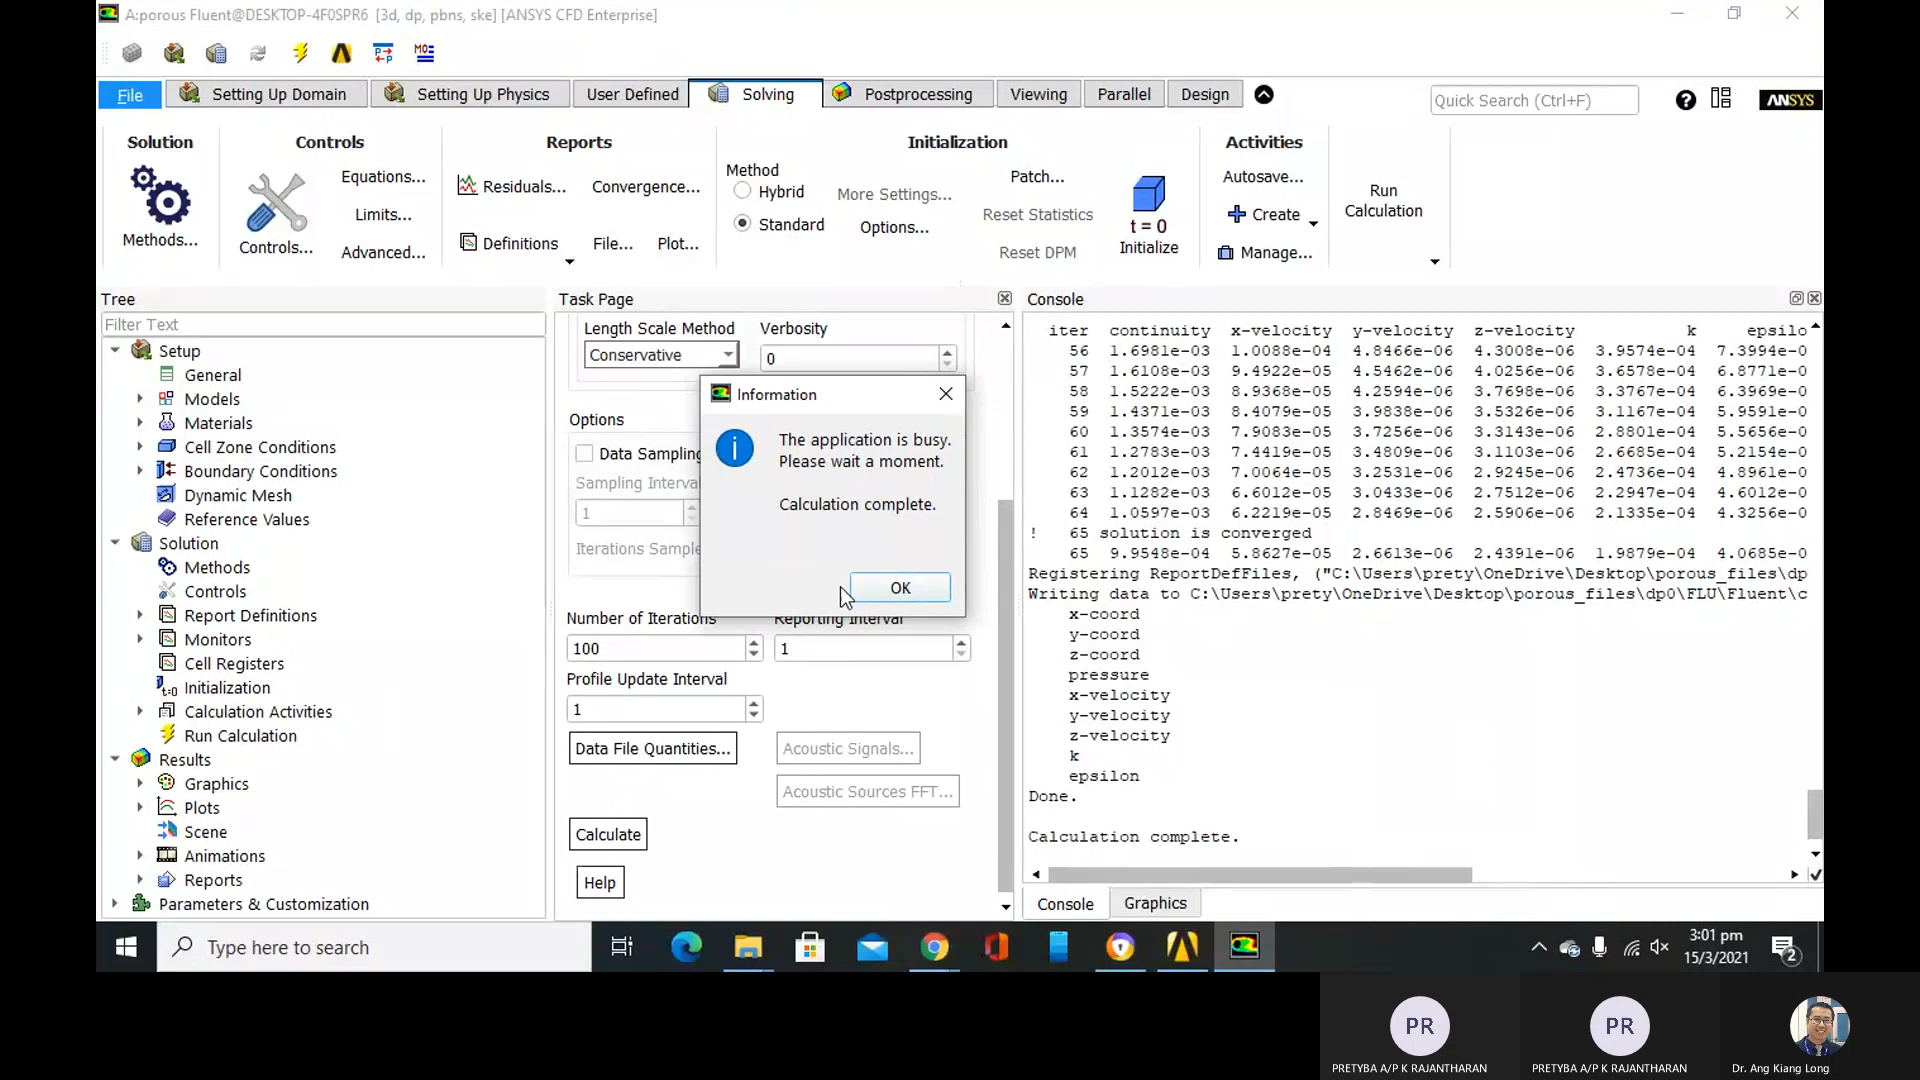 A:porous Fluent@DESKTOP-4F0SPR6 [3d, dp, pbns, ske] [ANSYS CFD Enterprise]
File
Setting Up Domain
Setting Up Physics
User Defined
Solving
Postprocessing
Viewing
Parallel
Design
Quick Search (Ctrl+F)
ANSYS
Solution
Methods...
Controls
Controls...
Equations...
Limits...
Advanced...
Reports
Residuals...
Convergence...
Definitions
File...
Plot...
Initialization
Method
Hybrid
Standard
More Settings...
Options...
Patch...
Reset Statistics
Reset DPM
t = 0
Initialize
Activities
Autosave...
Create
Manage...
Run
Calculation
Tree
Filter Text
Setup
General
Models
Materials
Cell Zone Conditions
Boundary Conditions
Dynamic Mesh
Reference Values
Solution
Methods
Controls
Report Definitions
Monitors
Cell Registers
Initialization
Calculation Activities
Run Calculation
Results
Graphics
Plots
Scene
Animations
Reports
Parameters & Customization
Task Page
Length Scale Method
Verbosity
Conservative
0
Options
Data Sampling
Sampling Interva
1
Iterations Sample
Number of Iterations
Reporting Interval
100
1
Profile Update Interval
1
Data File Quantities...
Acoustic Signals...
Acoustic Sources FFT...
Calculate
Help
Information
The application is busy.
Please wait a moment.
Calculation complete.
OK
Console
iter continuity x-velocity y-velocity z-velocity k epsilo
56 1.6981e-03 1.0088e-04 4.8466e-06 4.3008e-06 3.9574e-04 7.3994e-0
57 1.6108e-03 9.4922e-05 4.5462e-06 4.0256e-06 3.6578e-04 6.8771e-0
58 1.5222e-03 8.9368e-05 4.2594e-06 3.7698e-06 3.3767e-04 6.3969e-0
59 1.4371e-03 8.4079e-05 3.9838e-06 3.5326e-06 3.1167e-04 5.9591e-0
60 1.3574e-03 7.9083e-05 3.7256e-06 3.3143e-06 2.8801e-04 5.5656e-0
61 1.2783e-03 7.4419e-05 3.4809e-06 3.1103e-06 2.6685e-04 5.2154e-0
62 1.2012e-03 7.0064e-05 3.2531e-06 2.9245e-06 2.4736e-04 4.8961e-0
63 1.1282e-03 6.6012e-05 3.0433e-06 2.7512e-06 2.2947e-04 4.6012e-0
64 1.0597e-03 6.2219e-05 2.8469e-06 2.5906e-06 2.1335e-04 4.3256e-0
! 65 solution is converged
65 9.9548e-04 5.8627e-05 2.6613e-06 2.4391e-06 1.9879e-04 4.0685e-0
Registering ReportDefFiles, ("C:\Users\prety\OneDrive\Desktop\porous_files\dp
Writing data to C:\Users\prety\OneDrive\Desktop\porous_files\dp0\FLU\Fluent\c
x-coord
y-coord
z-coord
pressure
x-velocity
y-velocity
z-velocity
k
epsilon
Done.
Calculation complete.
Console
Graphics
Type here to search
3:01 pm
15/3/2021
2
PR
PR
PRETYBA A/P K RAJANTHARAN
PRETYBA A/P K RAJANTHARAN
Dr. Ang Kiang Long